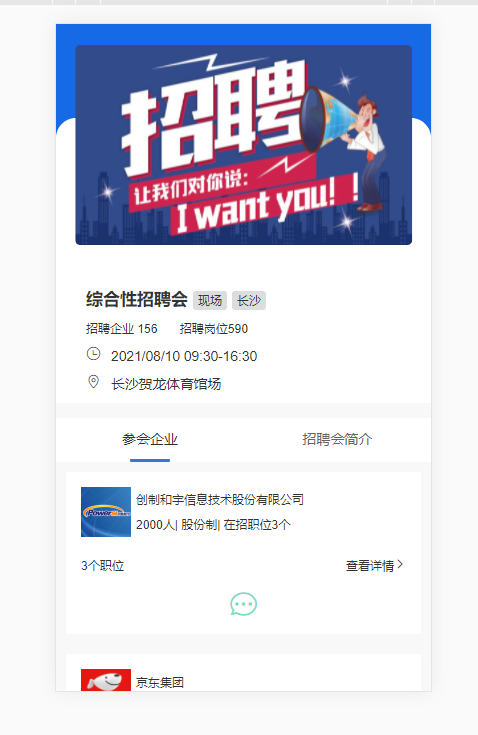 招聘
让我们对你说:
I want you! !
综合性招聘会 现场 长沙
招聘企业 156 招聘岗位590
2021/08/10 09:30-16:30
长沙贺龙体育馆场
参会企业 招聘会简介
创制和宇信息技术股份有限公司
2000人| 股份制| 在招职位3个
3个职位 查看详情
京东集团